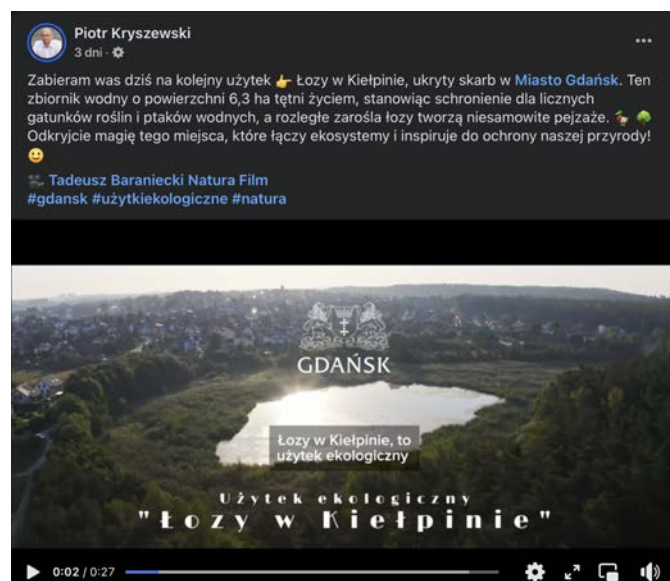 Piotr Kryszewski
3 dni ·
Zabieram was dziś na kolejny użytek 👉 Łozy w Kiełpinie, ukryty skarb w Miasto Gdańsk. Ten
zbiornik wodny o powierzchni 6,3 ha tętni życiem, stanowiąc schronienie dla licznych
gatunków roślin i ptaków wodnych, a rozległe zarośla łozy tworzą niesamowite pejzaże. 🦆 🌳
Odkryjcie magię tego miejsca, które łączy ekosystemy i inspiruje do ochrony naszej przyrody!
😀
🎥 Tadeusz Baraniecki Natura Film
#gdansk #użytkiekologiczne #natura
GDAŃSK
Łozy w Kiełpinie, to
użytek ekologiczny
Użytek ekologiczny
"Łozy w Kiełpinie"
0:02 / 0:27